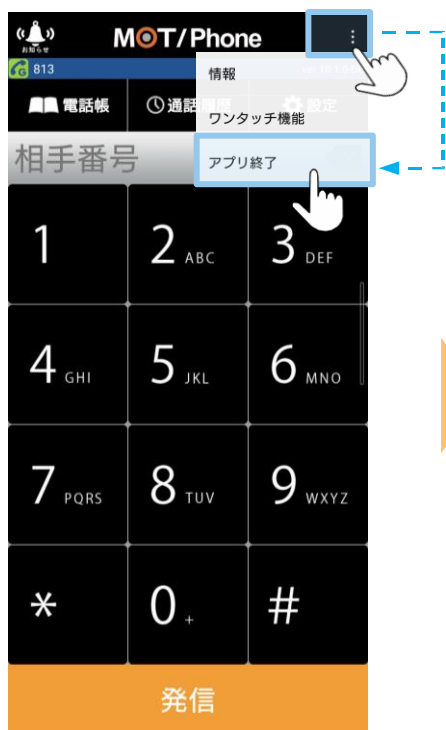 お知らせ
MOT/Phone
813
情報
電話帳
通話
設定
ワンタッチ機能
相手番号
アプリ終了
1
2 ABC
3 DEF
4 GHI
5 JKL
6 MNO
7 PQRS
8 TUV
9 WXYZ
*
0 +
#
発信